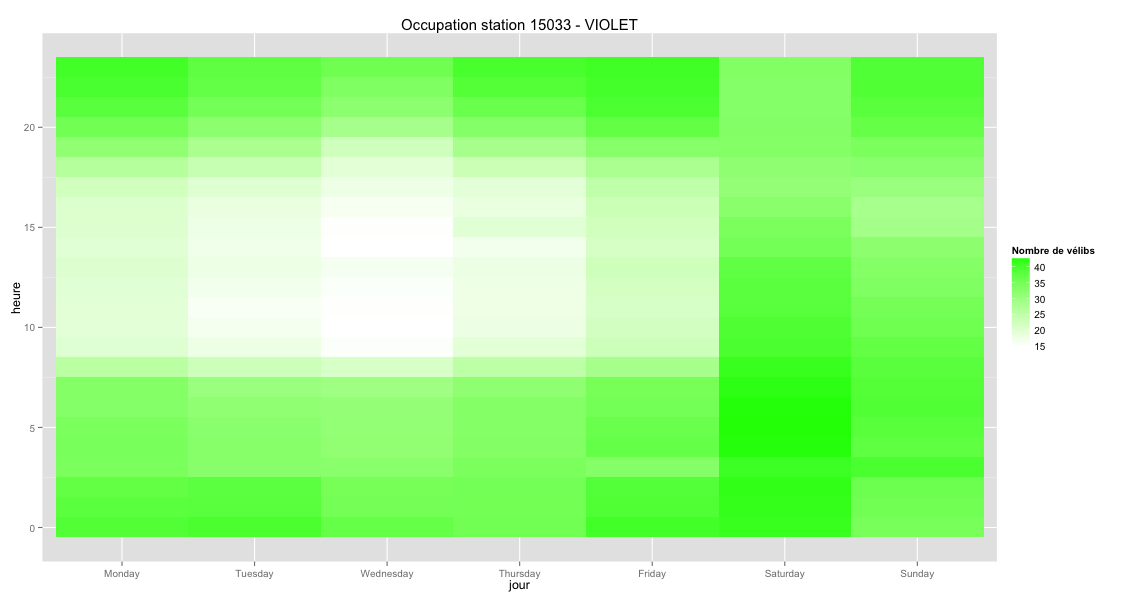 Occupation station 15033 - VIOLET
heure
20
15
10
5
0
Monday Tuesday Wednesday Thursday Friday Saturday Sunday
jour
Nombre de vélibs
40
35
30
25
20
15